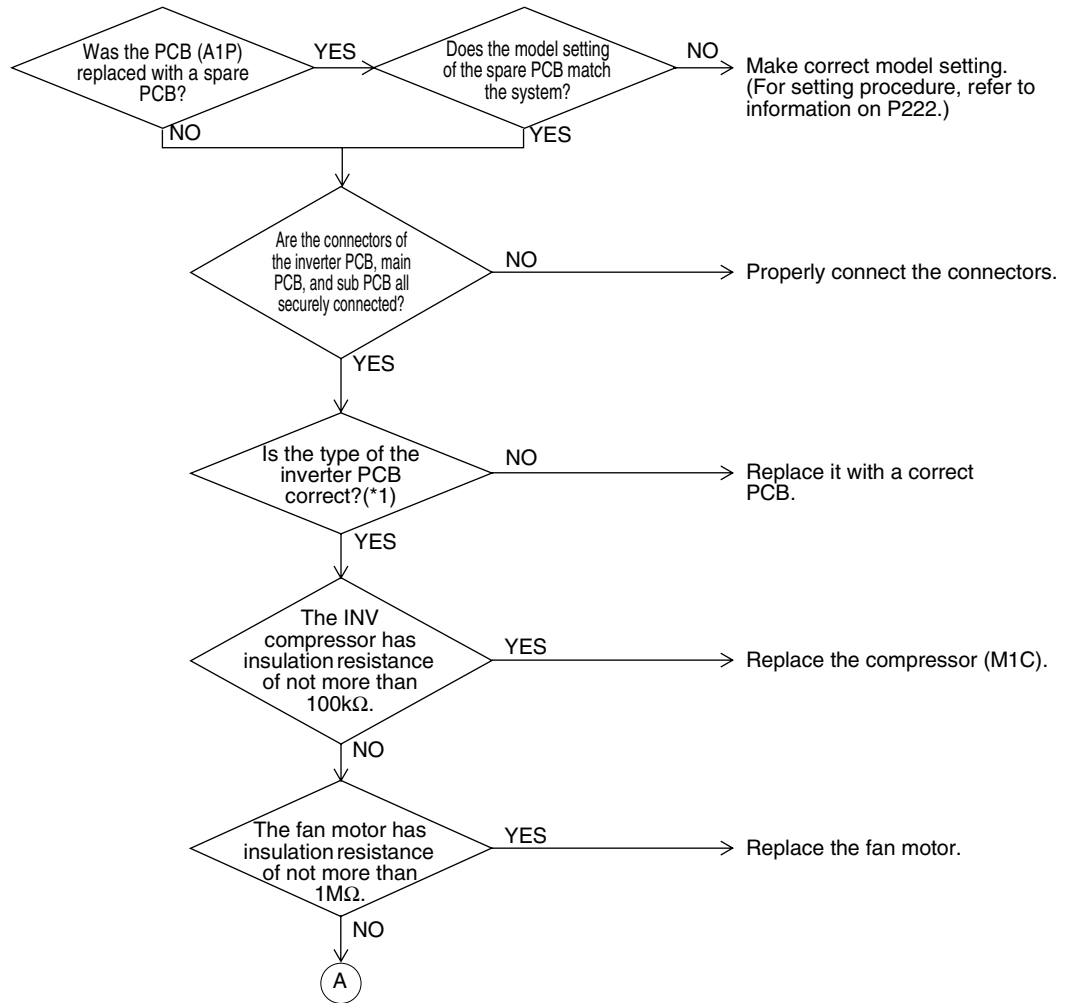 Was the PCB (A1P)
replaced with a spare
PCB?
YES
Does the model setting
of the spare PCB match
the system?
NO
Make correct model setting.
(For setting procedure, refer to
information on P222.)
NO
YES
Are the connectors of
the inverter PCB, main
PCB, and sub PCB all
securely connected?
NO
Properly connect the connectors.
YES
Is the type of the
inverter PCB
correct?(*1)
NO
Replace it with a correct
PCB.
YES
The INV
compressor has
insulation resistance
of not more than
100kΩ.
YES
Replace the compressor (M1C).
NO
The fan motor has
insulation resistance
of not more than
1MΩ.
YES
Replace the fan motor.
NO
A